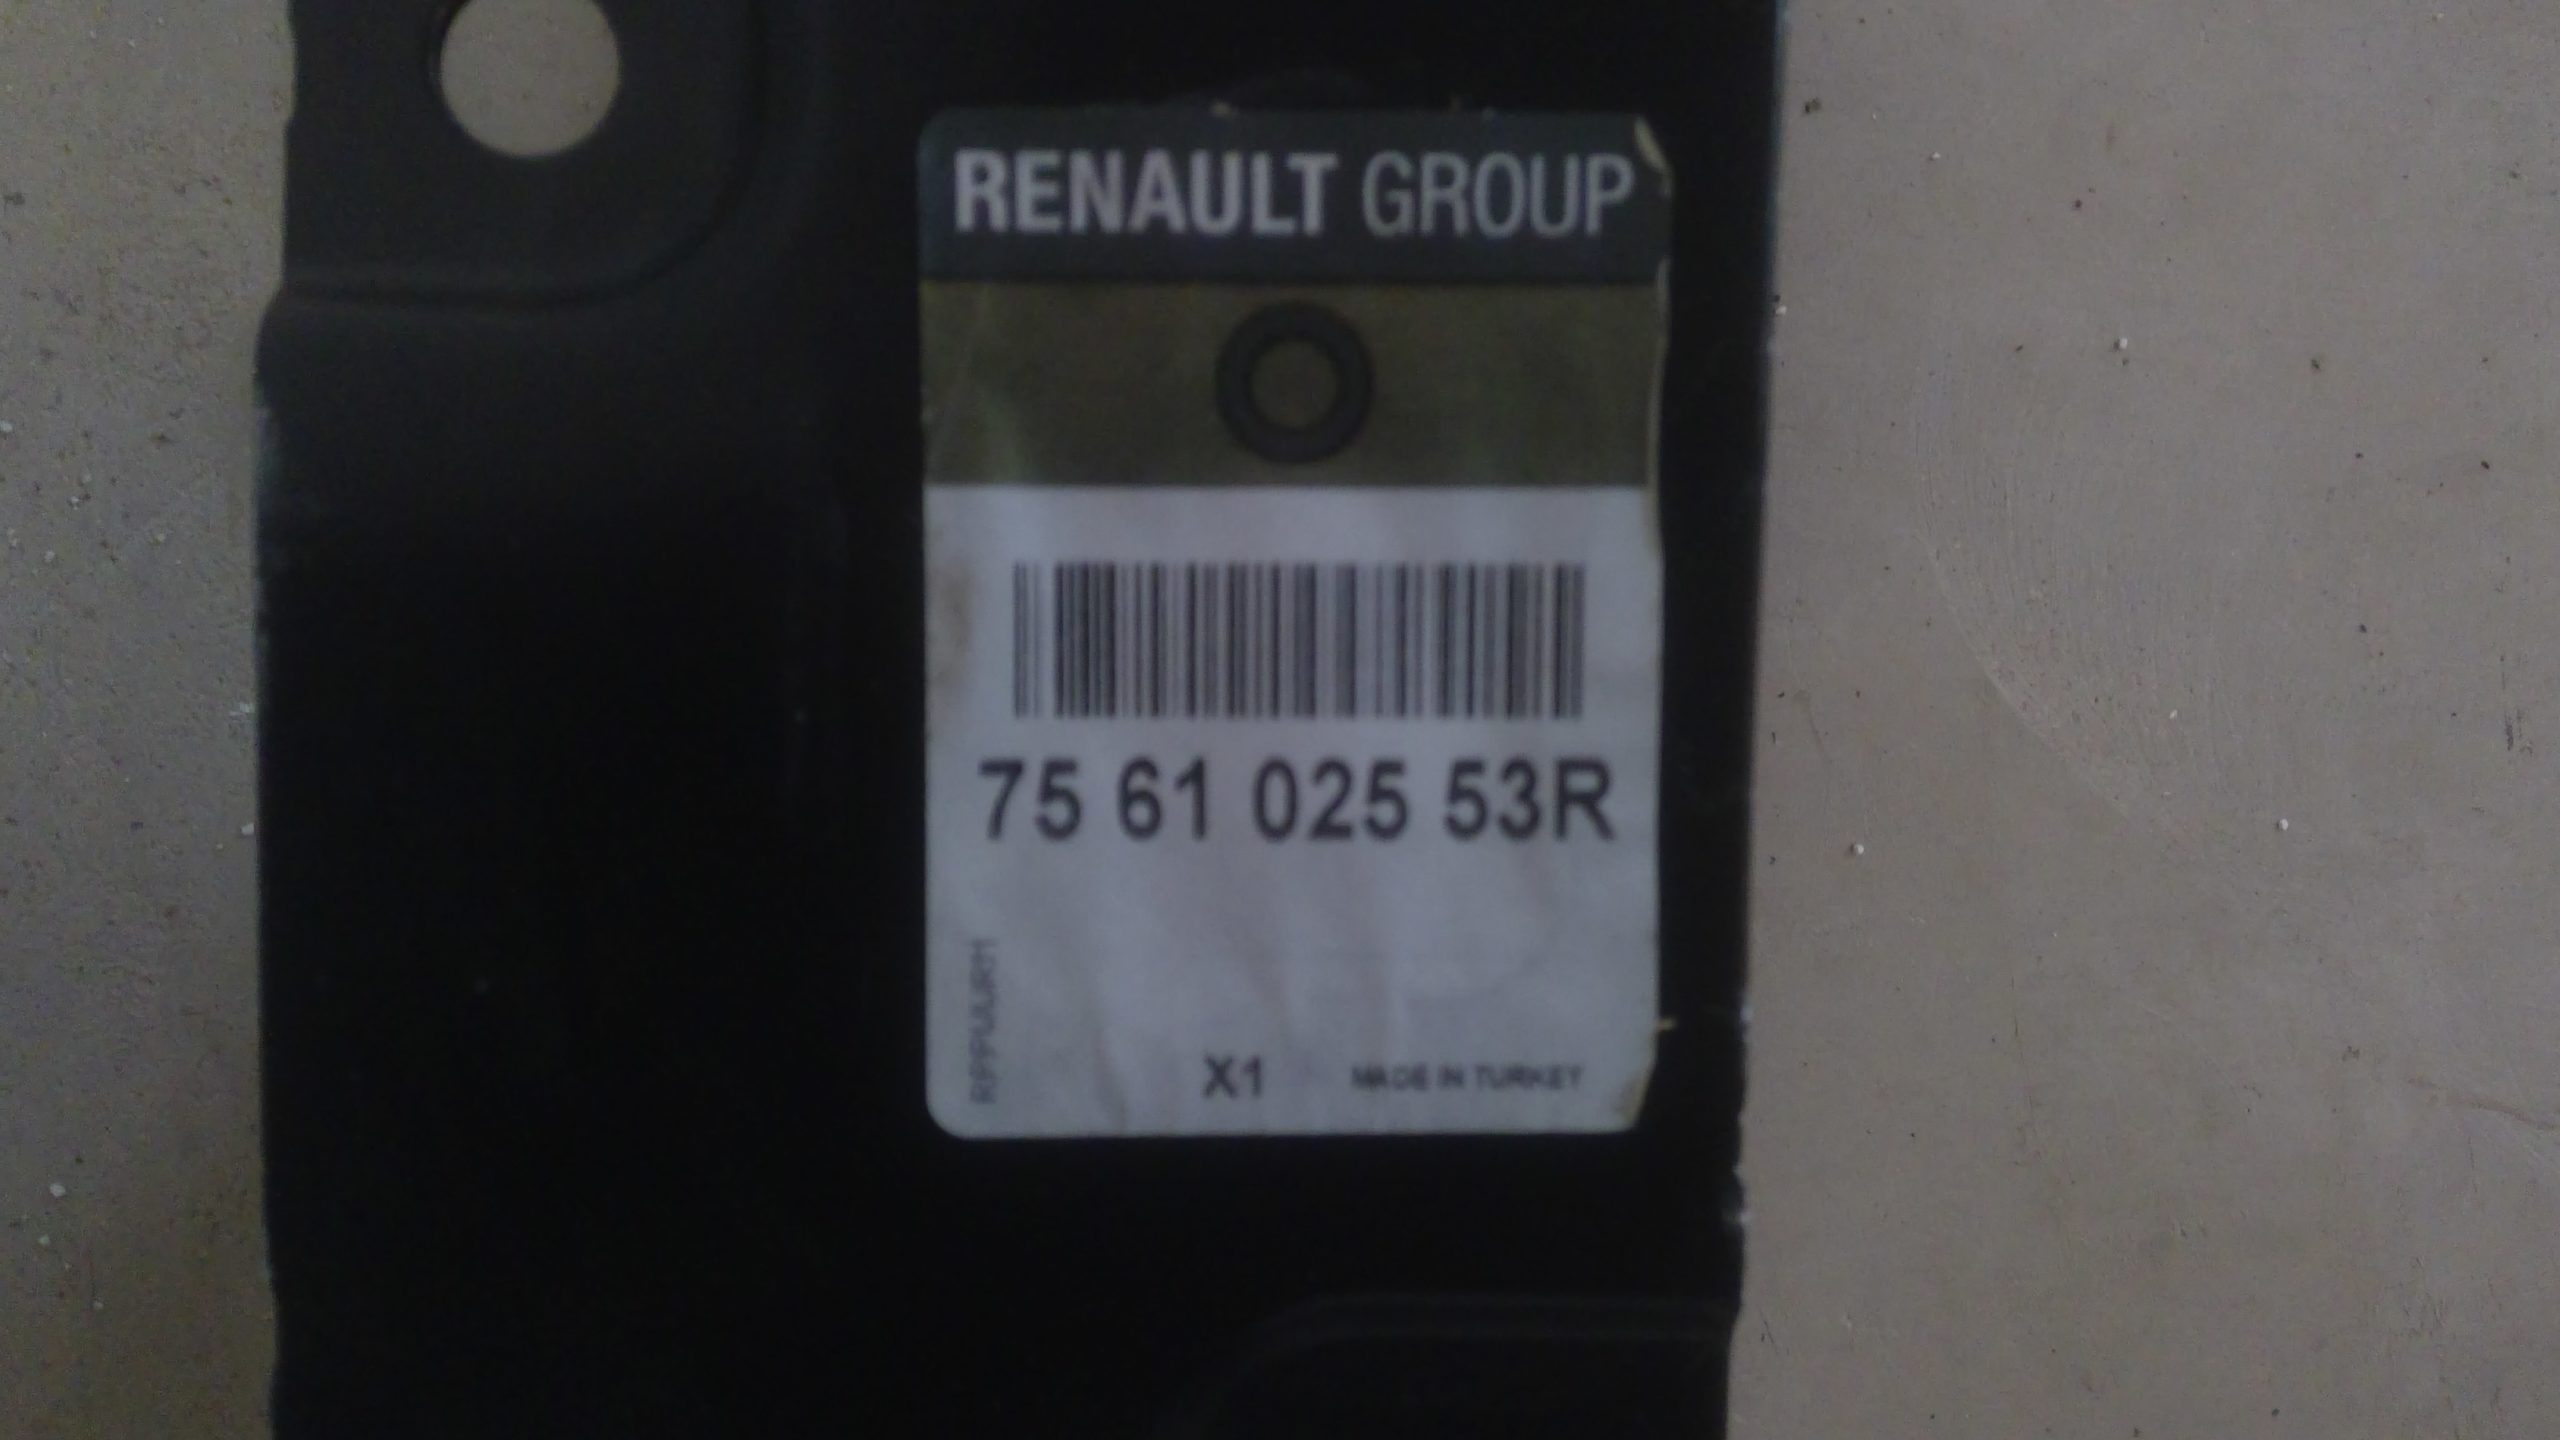 RENAULT GROUP
75 61 025 53R
X1
MADE IN TURKEY